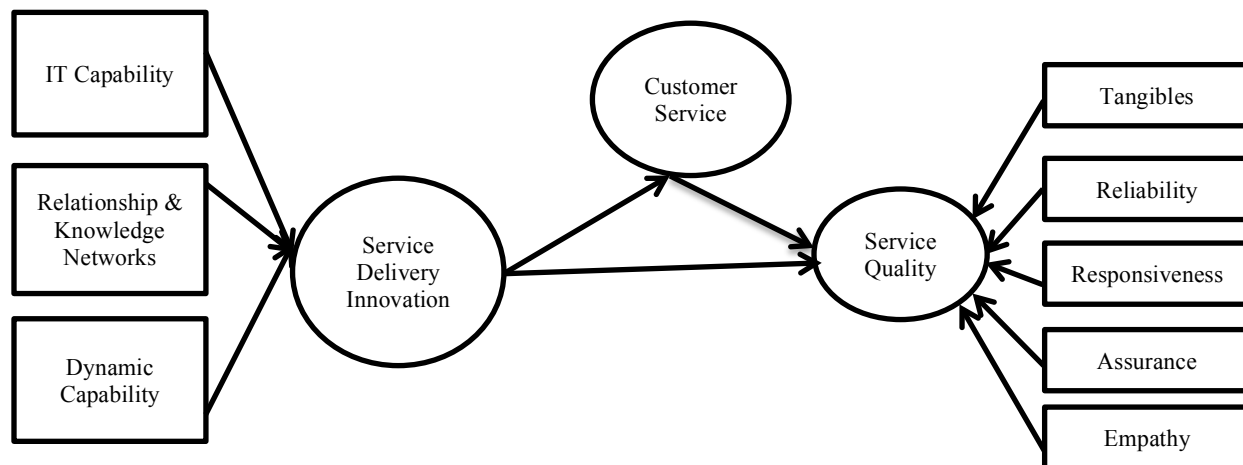 IT Capability
Relationship &
Knowledge
Networks
Dynamic
Capability
Service
Delivery
Innovation
Customer
Service
Service
Quality
Tangibles
Reliability
Responsiveness
Assurance
Empathy